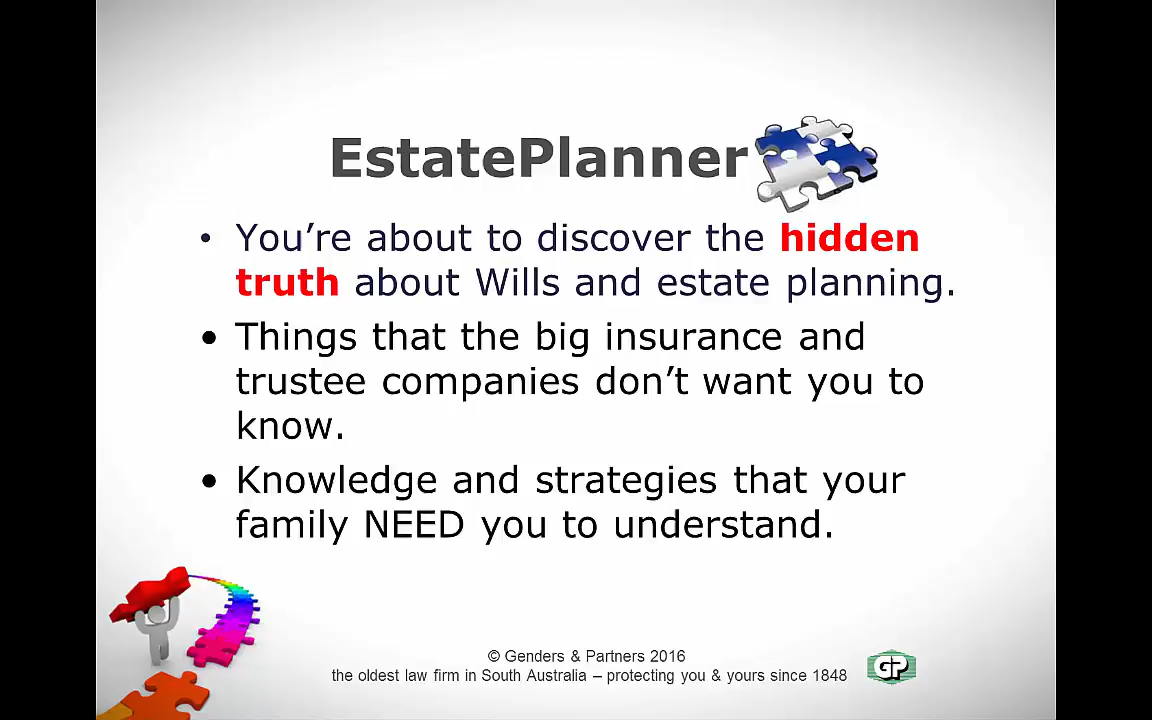 EstatePlanner
• You’re about to discover the hidden
truth about Wills and estate planning.
• Things that the big insurance and
trustee companies don’t want you to
know.
• Knowledge and strategies that your
family NEED you to understand.
© Genders & Partners 2016
the oldest law firm in South Australia – protecting you & yours since 1848
GP